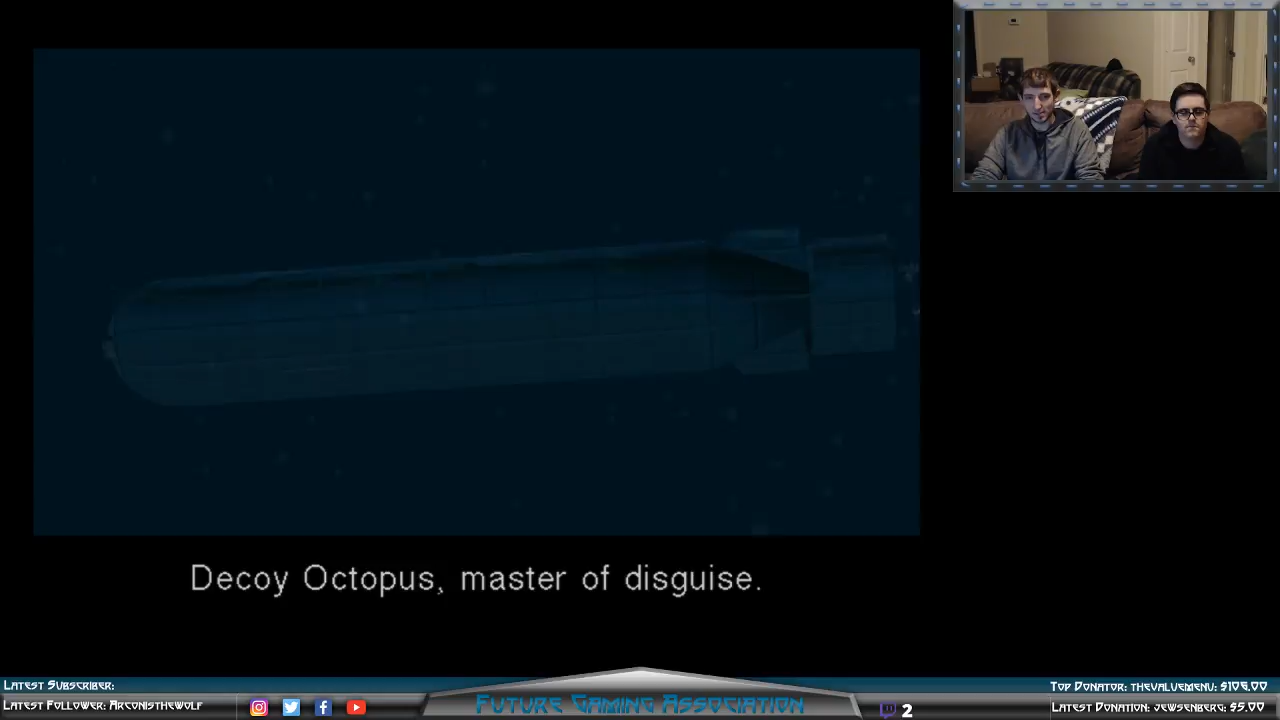 Decoy Octopus, master of disguise.
Latest Subscriber:
Top Donator: thevaluemenu: $106.00
Latest Follower: Arconisthewolf
Future Gaming Association
2
Latest Donation: jewsenberg: $5.00